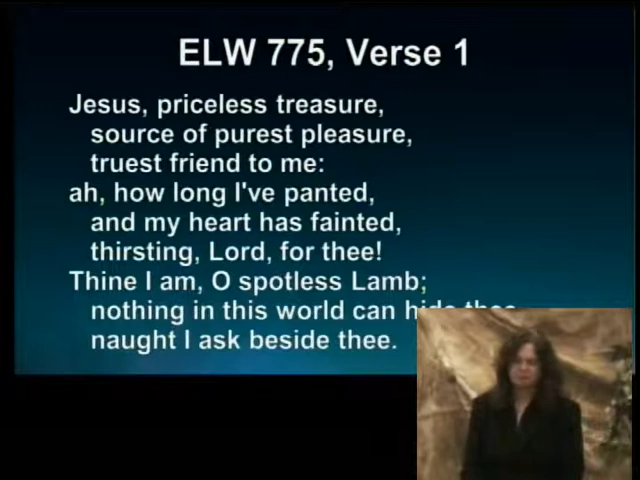 ELW 775, Verse 1
Jesus, priceless treasure,
source of purest pleasure,
truest friend to me:
ah, how long I've panted,
and my heart has fainted,
thirsting, Lord, for thee!
Thine I am, O spotless Lamb;
nothing in this world can hide thee
naught I ask beside thee.